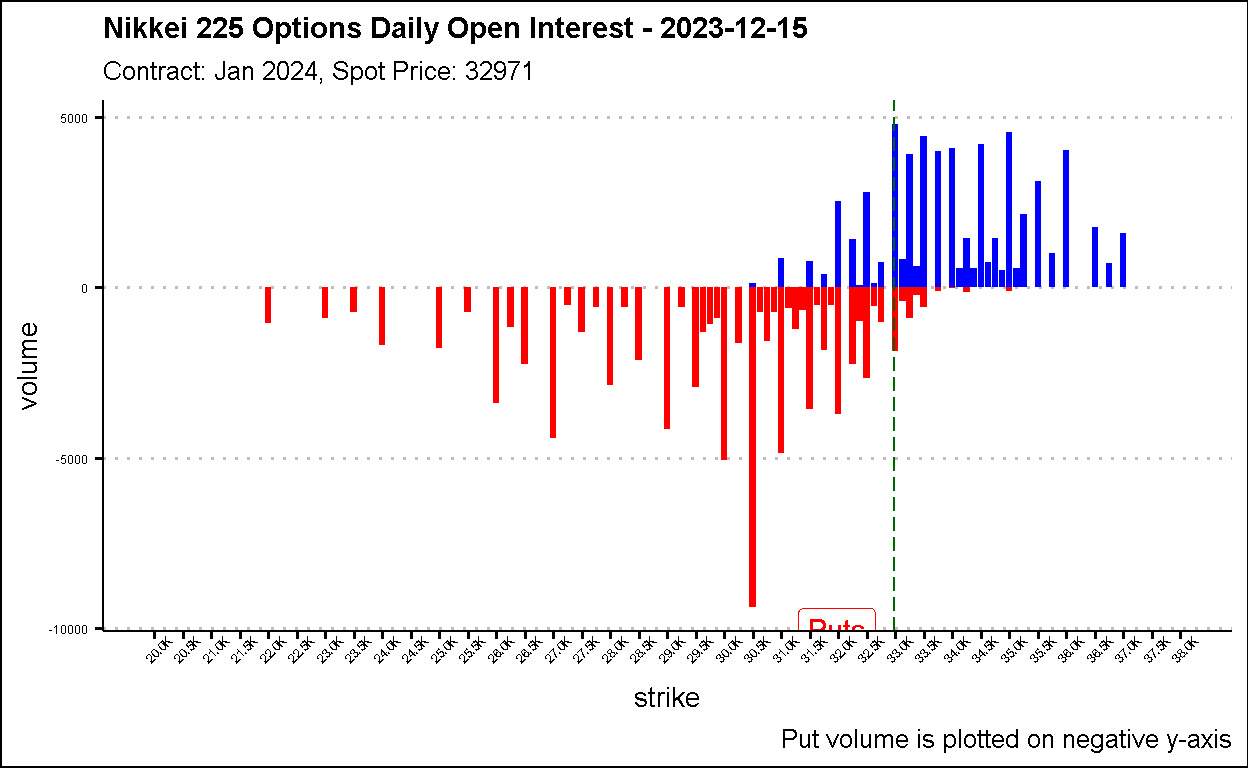 Nikkei 225 Options Daily Open Interest - 2023-12-15
Contract: Jan 2024, Spot Price: 32971
5000
0
-5000
-10000
volume
Puts
20.0K
20.5K
21.0K
21.5K
22.0K
22.5K
23.0K
23.5K
24.0K
24.5K
25.0K
25.5K
26.0K
26.5K
27.0K
27.5K
28.0K
28.5K
29.0K
29.5K
30.0K
30.5K
31.0K
31.5K
32.0K
32.5K
33.0K
33.5K
34.0K
34.5K
35.0K
35.5K
36.0K
36.5K
37.0K
37.5K
38.0K
strike
Put volume is plotted on negative y-axis